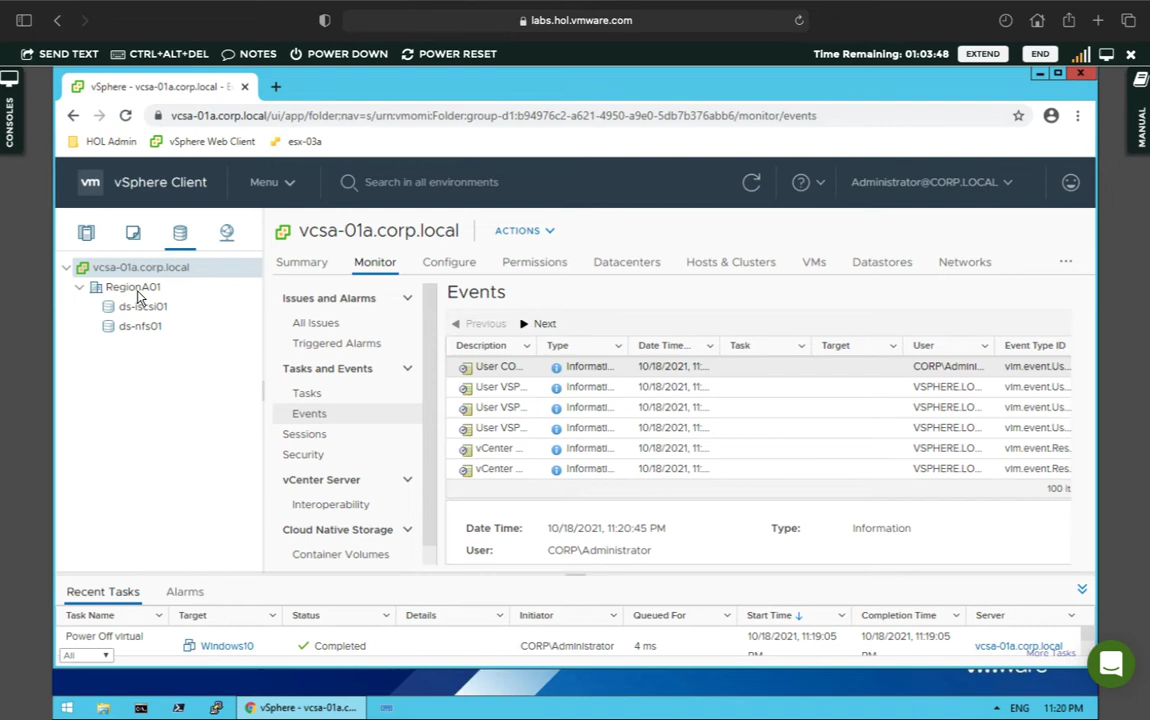 labs.hol.vmware.com
SEND TEXT CTRL+ALT+DEL NOTES POWER DOWN POWER RESET Time Remaining: 01:03:48 EXTEND END
CONSOLES
MANUAL
vSphere - vcsa-01a.corp.local - E
vcsa-01a.corp.local/ui/app/folder;nav=s/urn:vmomi:Folder:group-d1:b94976c2-a621-4950-a9e0-5db7b376abb6/monitor/events
HOL Admin vSphere Web Client esx-03a
vm vSphere Client Menu Search in all environments Administrator@CORP.LOCAL
vcsa-01a.corp.local ACTIONS
Summary Monitor Configure Permissions Datacenters Hosts & Clusters VMs Datastores Networks ...
vcsa-01a.corp.local
RegionA01
ds-iscsi01
ds-nfs01
Issues and Alarms
All Issues
Triggered Alarms
Tasks and Events
Tasks
Events
Sessions
Security
vCenter Server
Interoperability
Cloud Native Storage
Container Volumes
Events
Previous Next
Description Type Date Time... Task Target User Event Type ID
User CO... Informati... 10/18/2021, 11:... CORP\Admini... vim.event.Us...
User VSP... Informati... 10/18/2021, 11:... VSPHERE.LO... vim.event.Us...
User VSP... Informati... 10/18/2021, 11:... VSPHERE.LO... vim.event.Us...
User VSP... Informati... 10/18/2021, 11:... VSPHERE.LO... vim.event.Us...
vCenter ... Informati... 10/18/2021, 11:... VSPHERE.LO... vim.event.Res...
vCenter ... Informati... 10/18/2021, 11:... VSPHERE.LO... vim.event.Res...
100 it
Date Time: 10/18/2021, 11:20:45 PM Type: Information
User: CORP\Administrator
Recent Tasks Alarms
Task Name Target Status Details Initiator Queued For Start Time Completion Time Server
Power Off virtual Windows10 Completed CORP\Administrator 4 ms 10/18/2021, 11:19:05 10/18/2021, 11:19:05 vcsa-01a.corp.local
All More Tasks
vSphere - vcsa-01a.c... ENG 11:20 PM